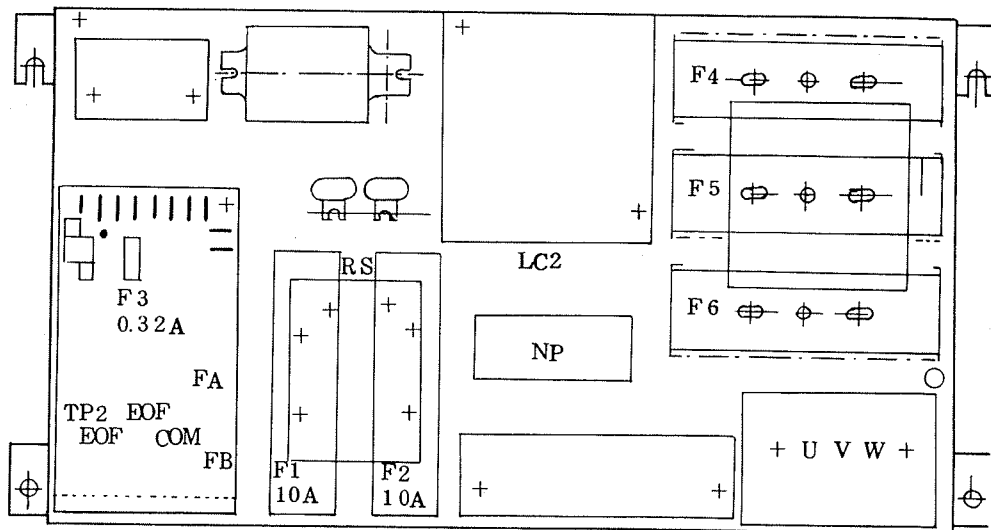 F4
F5
RS
LC2
F3
0.32A
F6
NP
FA
TP2 EOF
EOF COM
FB
F1
10A
F2
10A
+ U V W +